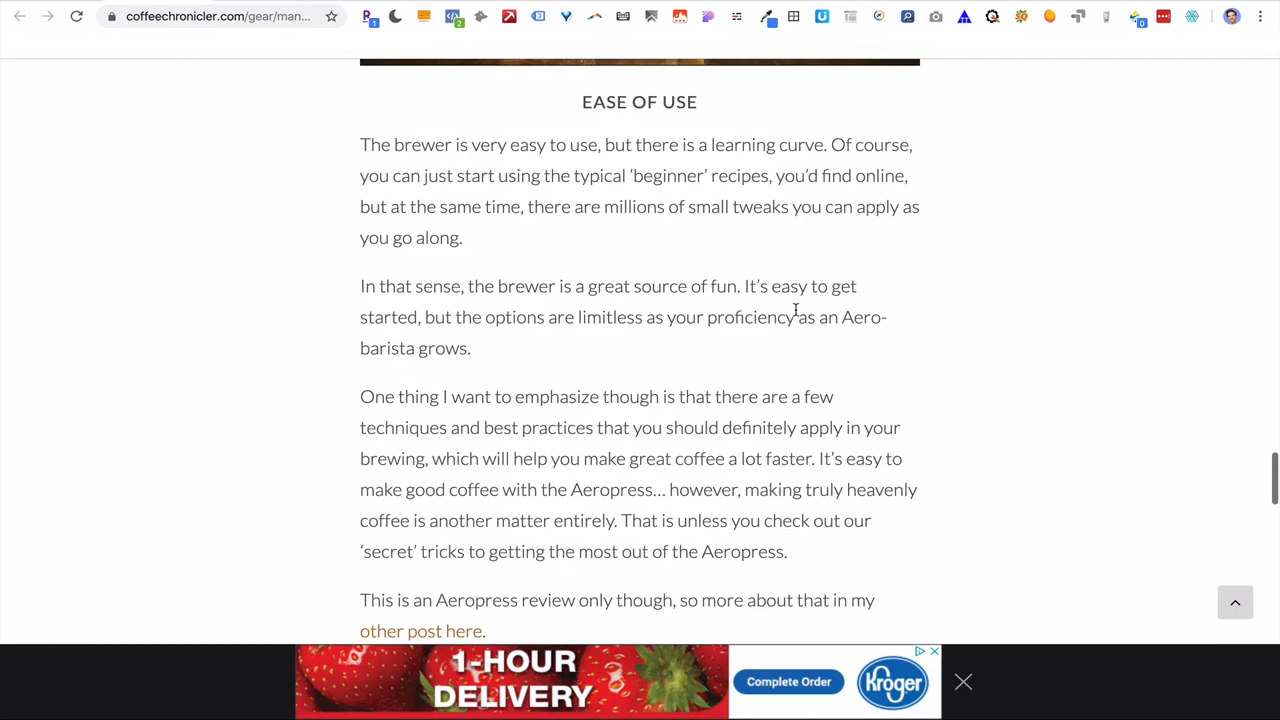 coffeechronicler.com/gear/man...
1
2
0
EASE OF USE
The brewer is very easy to use, but there is a learning curve. Of course,
you can just start using the typical ‘beginner’ recipes, you’d find online,
but at the same time, there are millions of small tweaks you can apply as
you go along.
In that sense, the brewer is a great source of fun. It’s easy to get
started, but the options are limitless as your proficiency as an Aero-
barista grows.
One thing I want to emphasize though is that there are a few
techniques and best practices that you should definitely apply in your
brewing, which will help you make great coffee a lot faster. It’s easy to
make good coffee with the Aeropress… however, making truly heavenly
coffee is another matter entirely. That is unless you check out our
‘secret’ tricks to getting the most out of the Aeropress.
This is an Aeropress review only though, so more about that in my
other post here.
1-HOUR
DELIVERY
Complete Order
Kroger